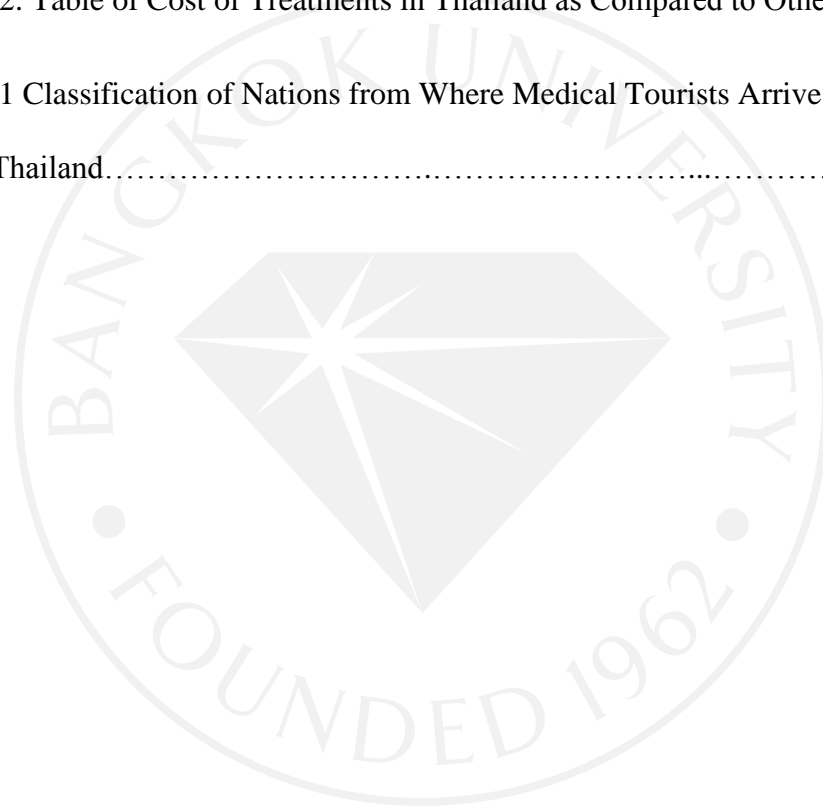 2. Table of Cost of Treatments in Thailand as Compared to Othe
1 Classification of Nations from Where Medical Tourists Arrive
Thailand………………………….……………………...…………
BANGKOK UNIVERSITY
• FOUNDED 1962 •